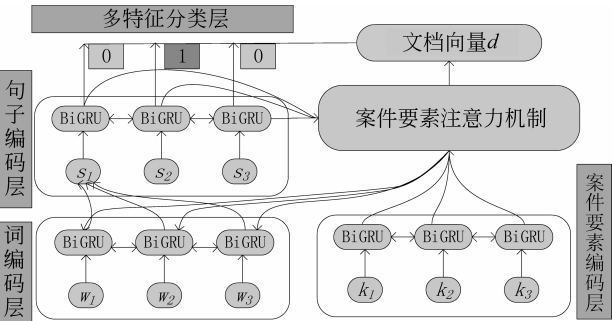 多特征分类层
0 1 0
文档向量d
句子编码层
BiGRU BiGRU BiGRU
s1 s2 s3
案件要素注意力机制
词编码层
BiGRU BiGRU BiGRU
w1 w2 w3
BiGRU BiGRU BiGRU
k1 k2 k3
案件要素编码层